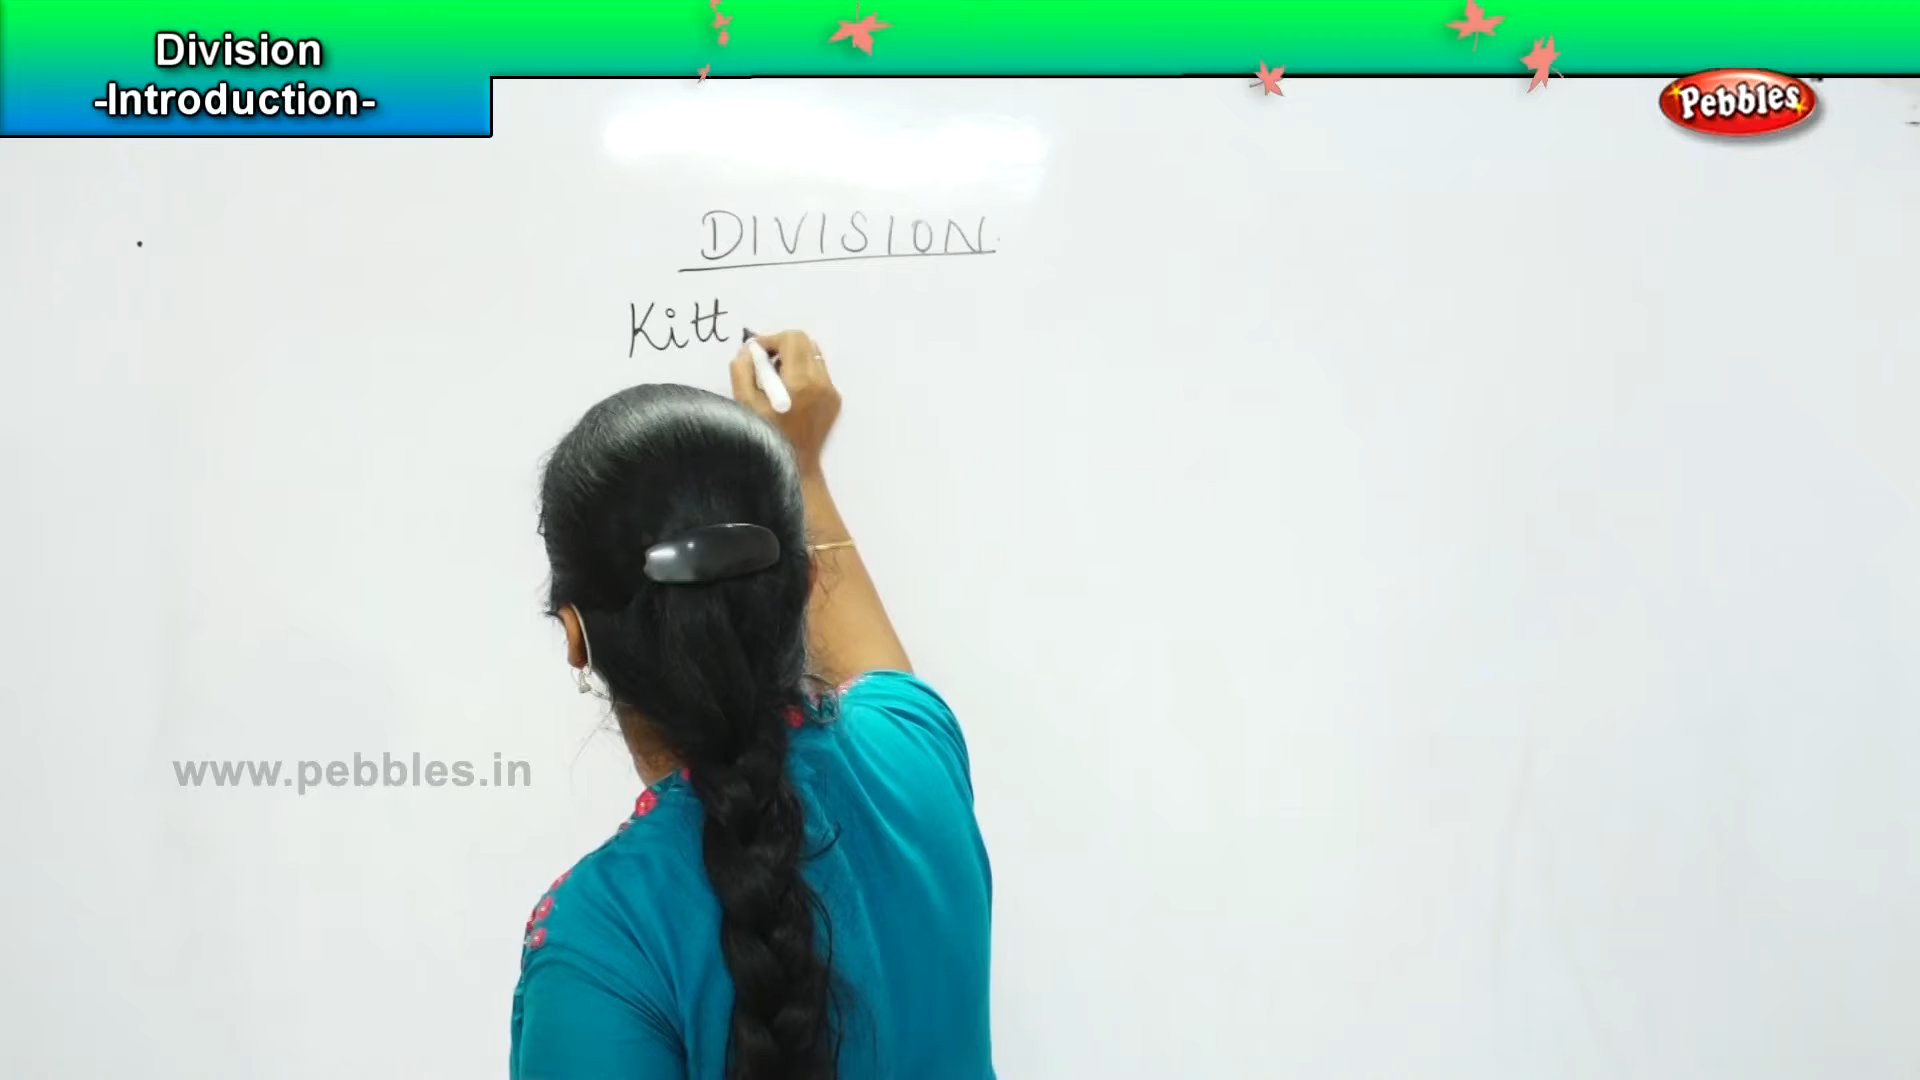 Division
-Introduction-
Pebbles
DIVISION
Kitt
www.pebbles.in